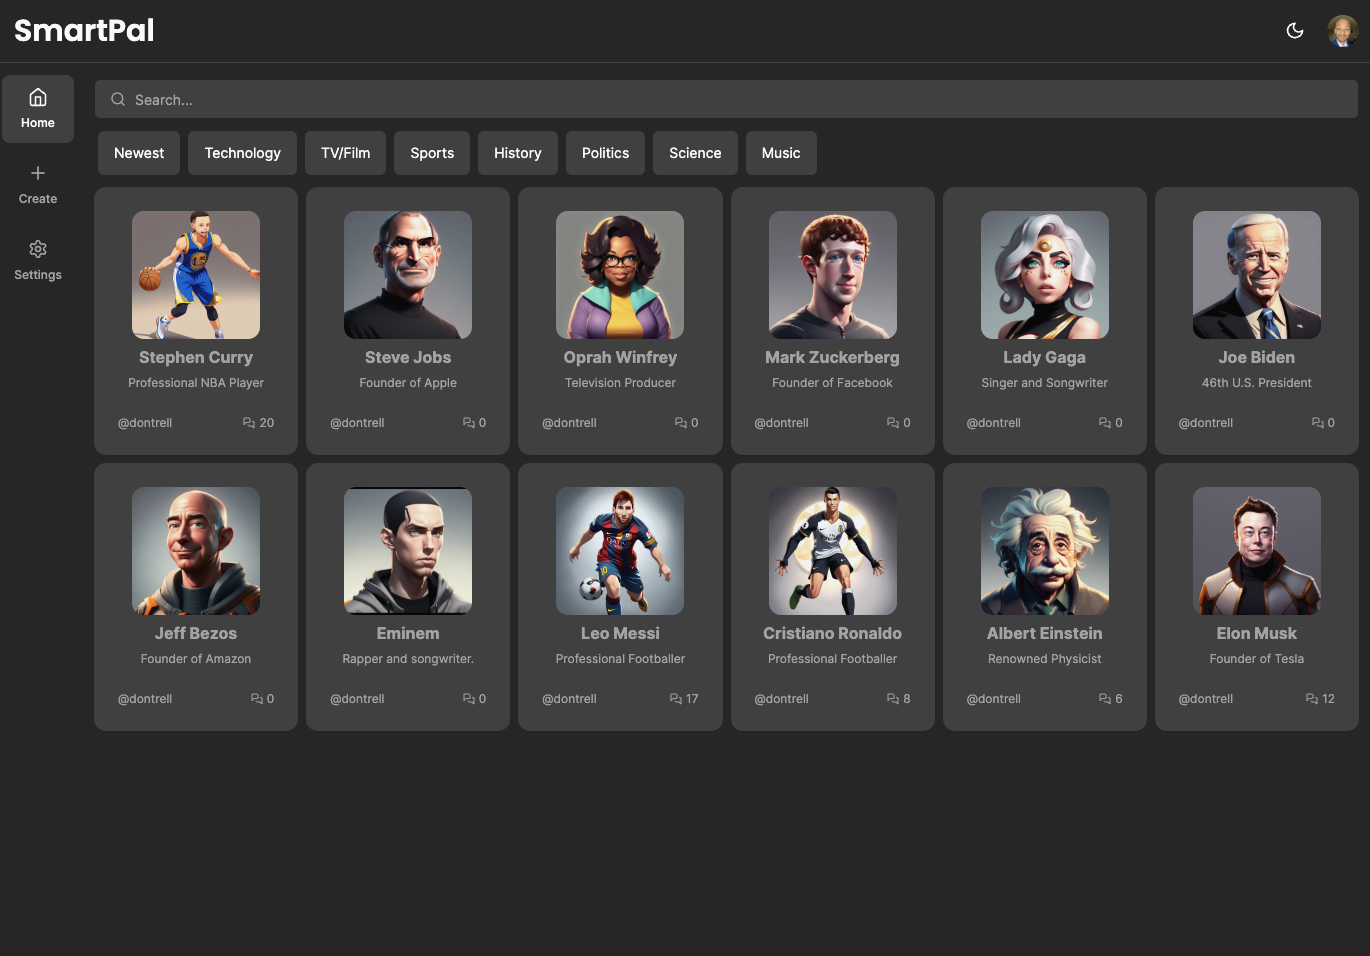 SmartPal
Home
Create
Settings
Search...
Newest Technology TV/Film Sports History Politics Science Music
Stephen Curry
Professional NBA Player
@dontrell 20
Steve Jobs
Founder of Apple
@dontrell 0
Oprah Winfrey
Television Producer
@dontrell 0
Mark Zuckerberg
Founder of Facebook
@dontrell 0
Lady Gaga
Singer and Songwriter
@dontrell 0
Joe Biden
46th U.S. President
@dontrell 0
Jeff Bezos
Founder of Amazon
@dontrell 0
Eminem
Rapper and songwriter.
@dontrell 0
Leo Messi
Professional Footballer
@dontrell 17
Cristiano Ronaldo
Professional Footballer
@dontrell 8
Albert Einstein
Renowned Physicist
@dontrell 6
Elon Musk
Founder of Tesla
@dontrell 12